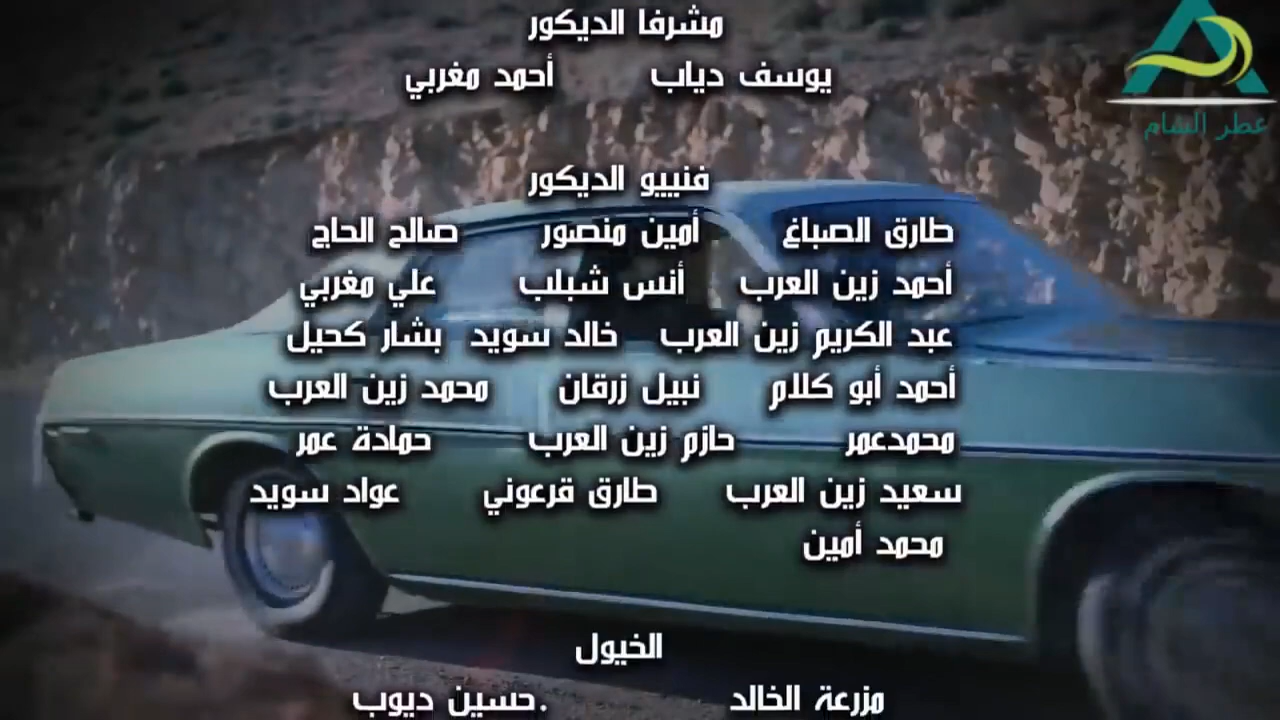 مشرفا الديكور
يوسف دياب أحمد مغربي
عطر الشام
فنييو الديكور
طارق الصباغ أمين منصور صالح الحاج
أحمد زين العرب أنس شبلب علي مغربي
عبد الكريم زين العرب خالد سويد بشار كحيل
أحمد أبو كلام نبيل زرقان محمد زين العرب
محمدعمر حازم زين العرب حمادة عمر
سعيد زين العرب طارق قرعوني عواد سويد
محمد أمين
الخيول
مزرعة الخالد .حسين ديوب